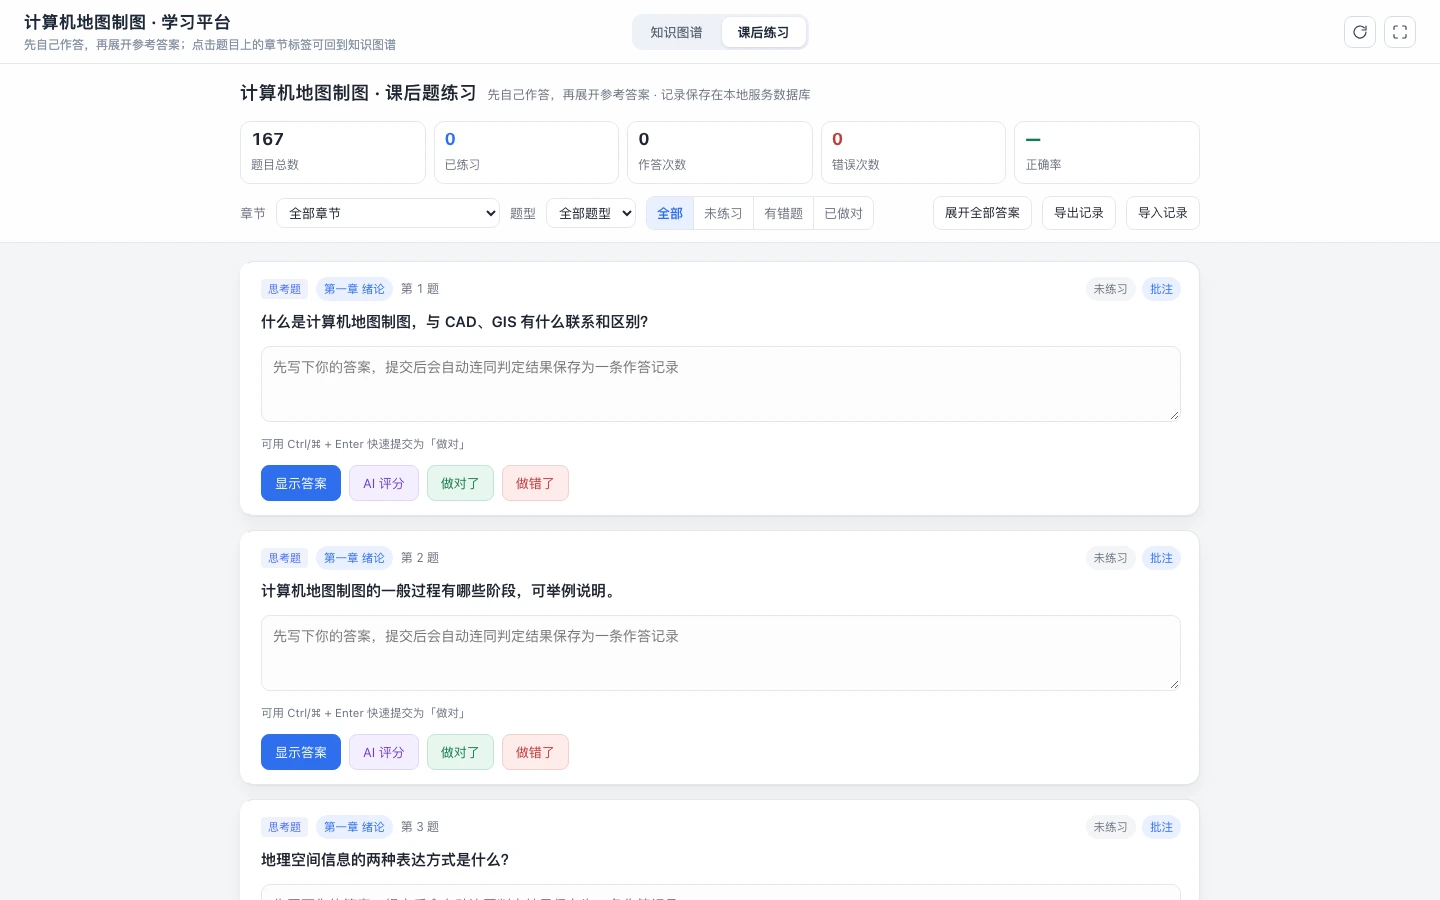 计算机地图制图 · 学习平台
先自己作答，再展开参考答案；点击题目上的章节标签可回到知识图谱
知识图谱 课后练习
计算机地图制图 · 课后题练习 先自己作答，再展开参考答案 · 记录保存在本地服务数据库
167 0 0 0 —
题目总数 已练习 作答次数 错误次数 正确率
章节 全部章节 题型 全部题型 全部 未练习 有错题 已做对 展开全部答案 导出记录 导入记录
思考题 第一章 绪论 第 1 题 未练习 批注
什么是计算机地图制图，与 CAD、GIS 有什么联系和区别?
先写下你的答案，提交后会自动连同判定结果保存为一条作答记录
可用 Ctrl/⌘ + Enter 快速提交为「做对」
显示答案 AI 评分 做对了 做错了
思考题 第一章 绪论 第 2 题 未练习 批注
计算机地图制图的一般过程有哪些阶段，可举例说明。
先写下你的答案，提交后会自动连同判定结果保存为一条作答记录
可用 Ctrl/⌘ + Enter 快速提交为「做对」
显示答案 AI 评分 做对了 做错了
思考题 第一章 绪论 第 3 题 未练习 批注
地理空间信息的两种表达方式是什么?